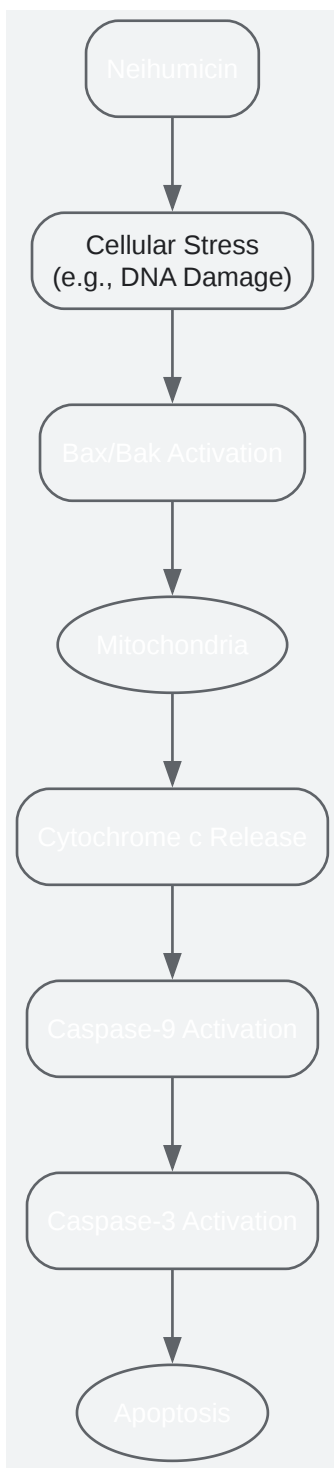 Neihumicin
Cellular Stress
(e.g., DNA Damage)
Bax/Bak Activation
Mitochondria
Cytochrome c Release
Caspase-9 Activation
Caspase-3 Activation
Apoptosis